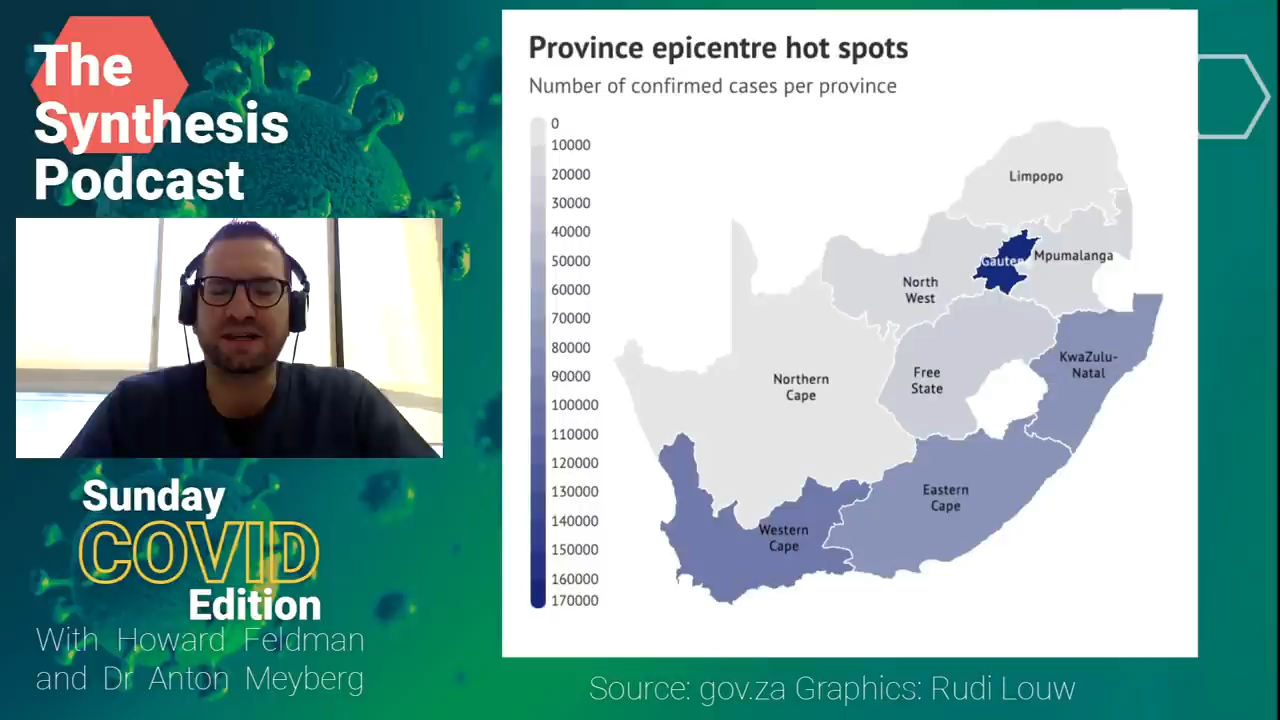 The
Synthesis
Podcast
Sunday
COVID
Edition
With Howard Feldman
and Dr Anton Meyberg
Province epicentre hot spots
Number of confirmed cases per province
0
10000
20000
30000
40000
50000
60000
70000
80000
90000
100000
110000
120000
130000
140000
150000
160000
170000
Limpopo
Gauten
Mpumalanga
North
West
KwaZulu-
Natal
Free
State
Northern
Cape
Eastern
Cape
Western
Cape
Source: gov.za Graphics: Rudi Louw